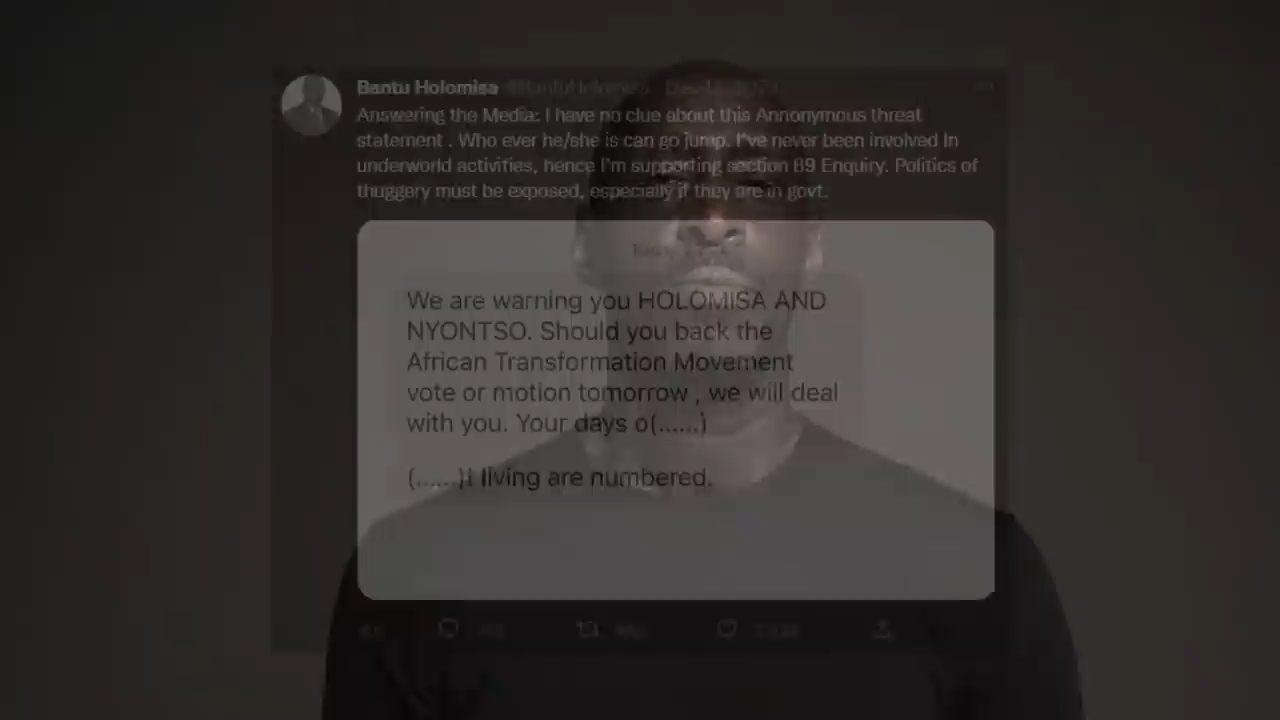 Bantu Holomisa
Answering the Media: I have no clue about this Annonymous threat
statement . Who ever he/she is can go jump. I've never been involved in
underworld activities, hence I'm supporting section 89 Enquiry. Politics of
thuggery must be exposed, especially if they are in govt.
We are warning you HOLOMISA AND
NYONTSO. Should you back the
African Transformation Movement
vote or motion tomorrow , we will deal
with you. Your days o(......)
(......)I living are numbered.